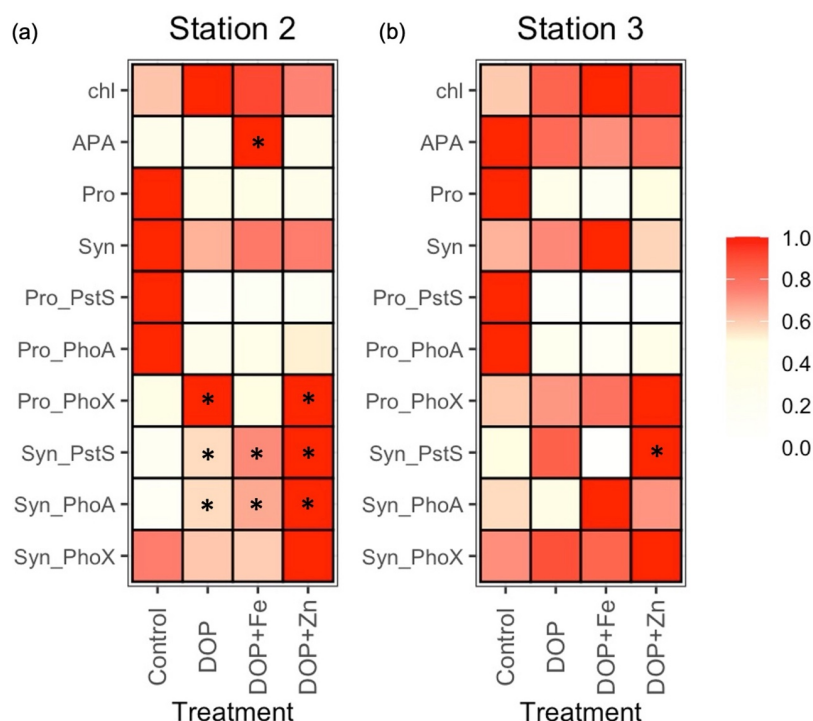 (a)
Station 2
chl
APA
*
Pro
Syn
Pro_PstS
Pro_PhoA
Pro_PhoX
* *
Syn_PstS
* * *
Syn_PhoA
* * *
Syn_PhoX
Control
DOP
DOP+Fe
DOP+Zn
Treatment
(b)
Station 3
chl
APA
Pro
Syn
Pro_PstS
Pro_PhoA
Pro_PhoX
Syn_PstS
*
Syn_PhoA
Syn_PhoX
Control
DOP
DOP+Fe
DOP+Zn
Treatment
1.0
0.8
0.6
0.4
0.2
0.0